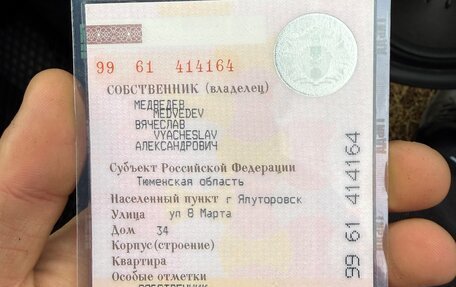 99 61 414164
СОБСТВЕННИК (владелец)
МЕДВЕДЕВ
MEDVEDEV
ВЯЧЕСЛАВ
VYACHESLAV
АЛЕКСАНДРОВИЧ
Субъект Российской Федерации
Тюменская область
Населенный пункт г Ялуторовск
Улица ул 8 Марта
Дом 34
Корпус(строение)
Квартира
Особые отметки
СОБСТВЕННИК
99 61 414164